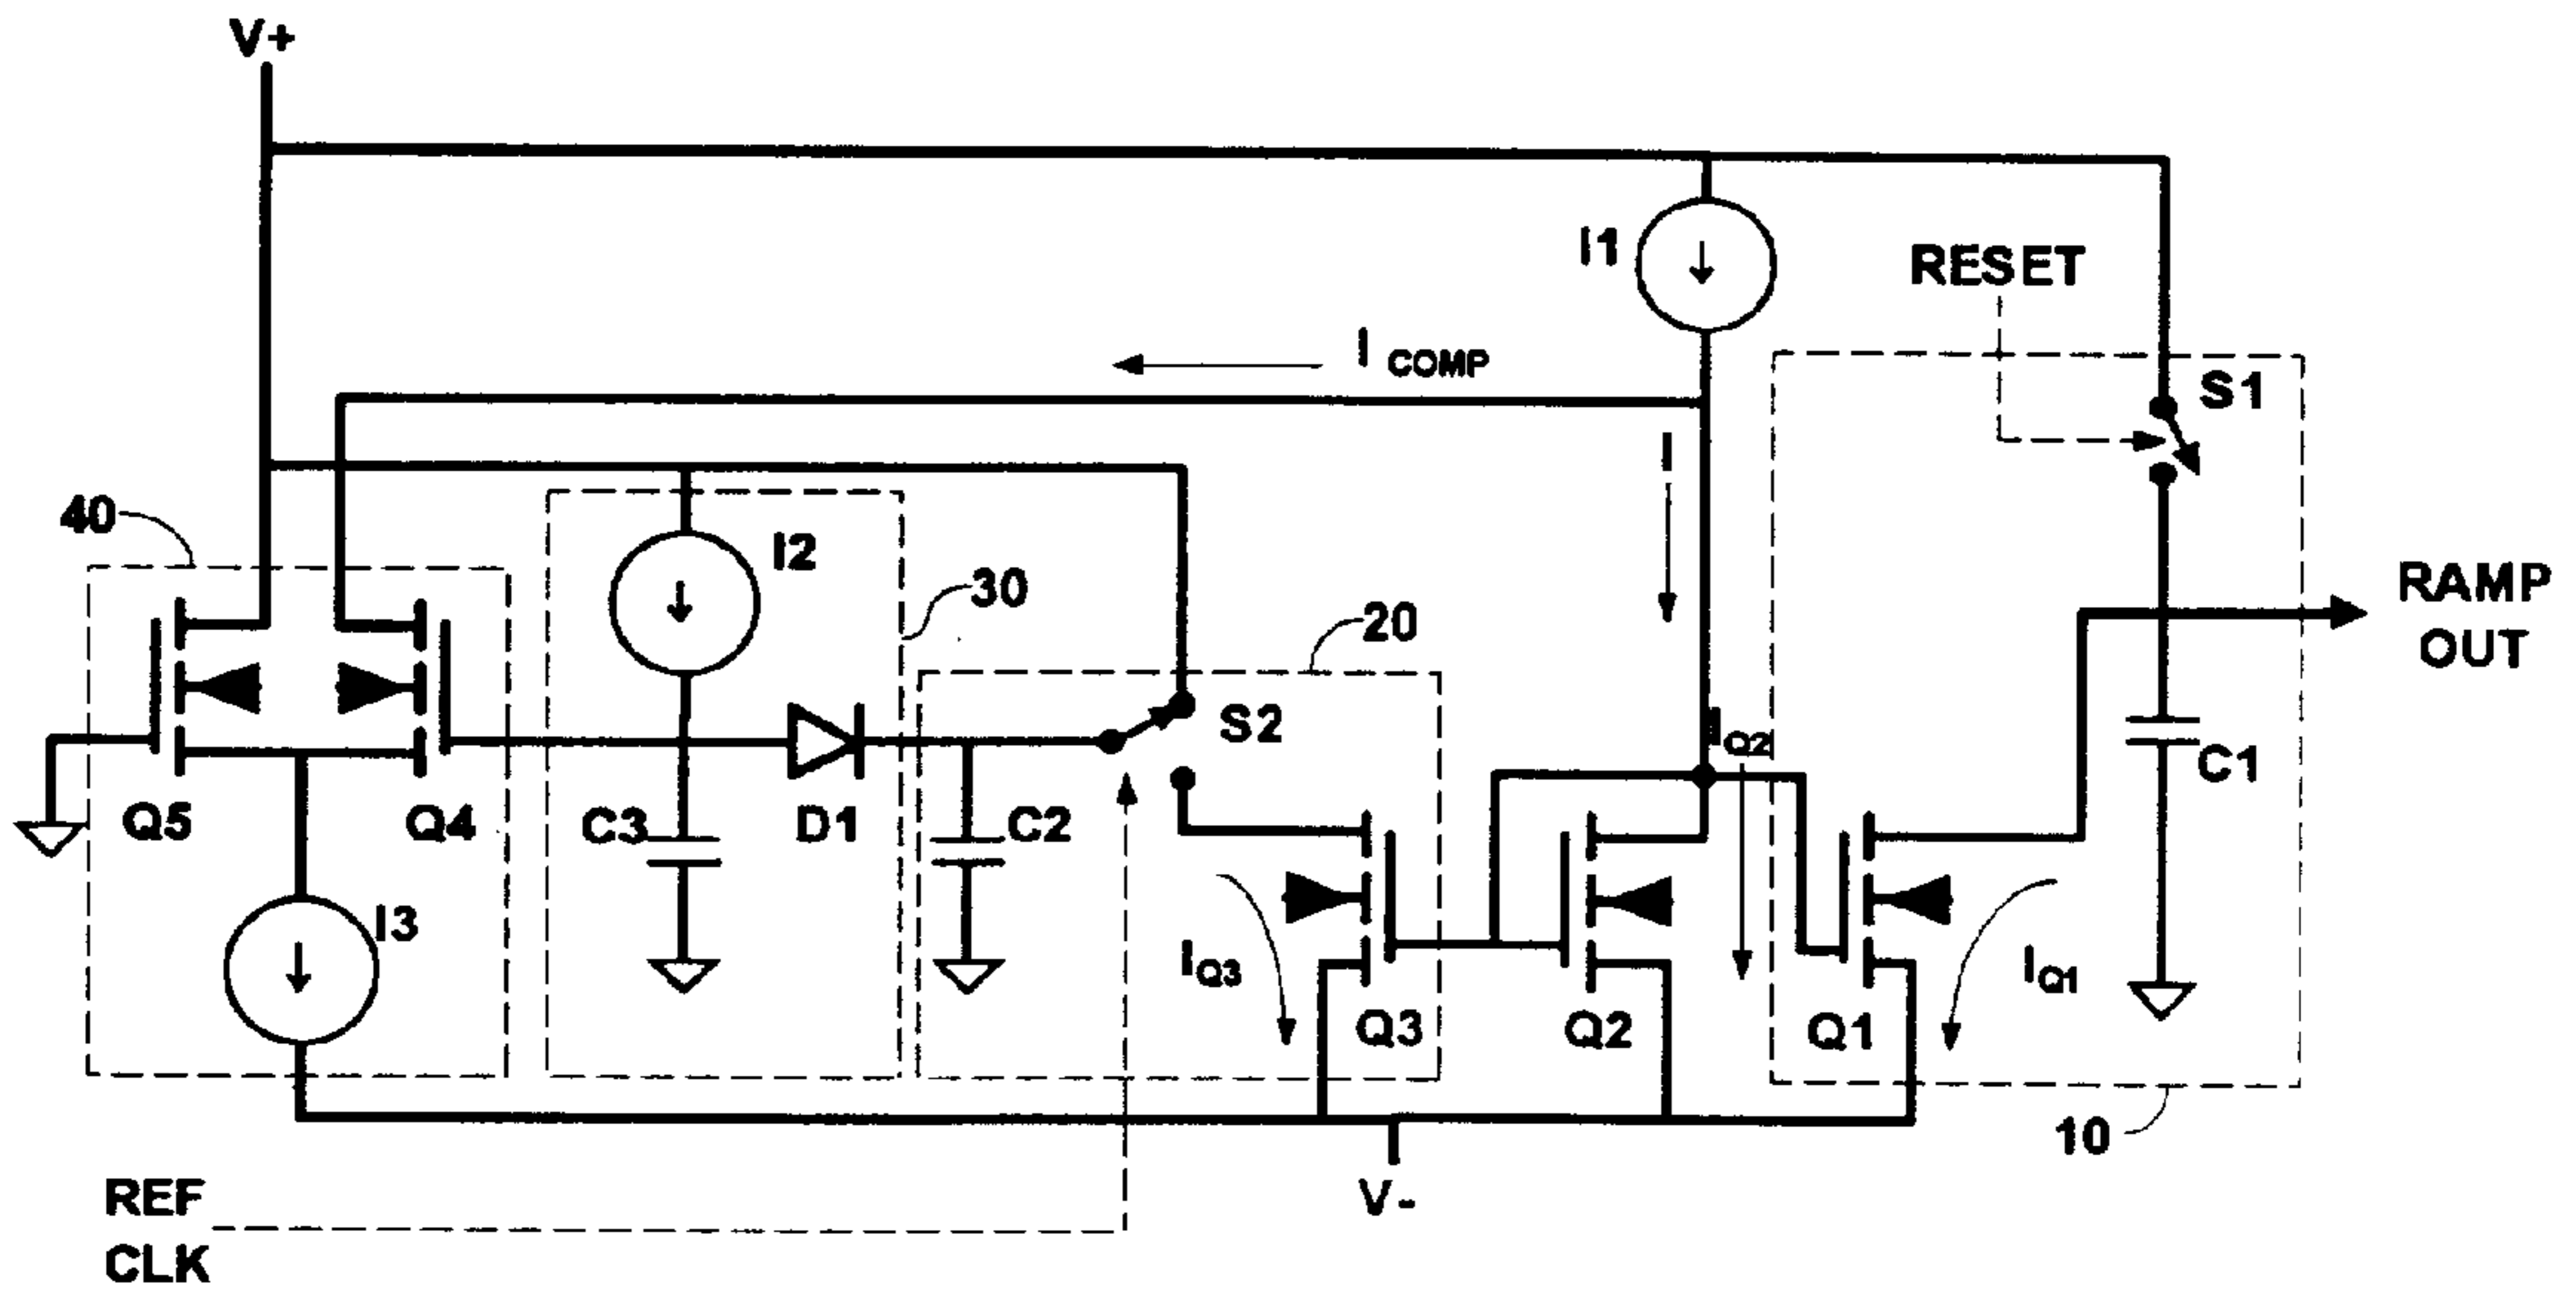 V+
I1
RESET
I COMP
S1
40
I2
I
30
RAMP
OUT
20
S2
IQ2
C1
Q5
Q4
C3
D1
C2
I3
IQ3
IQ1
Q3
Q2
Q1
10
REF
CLK
V-